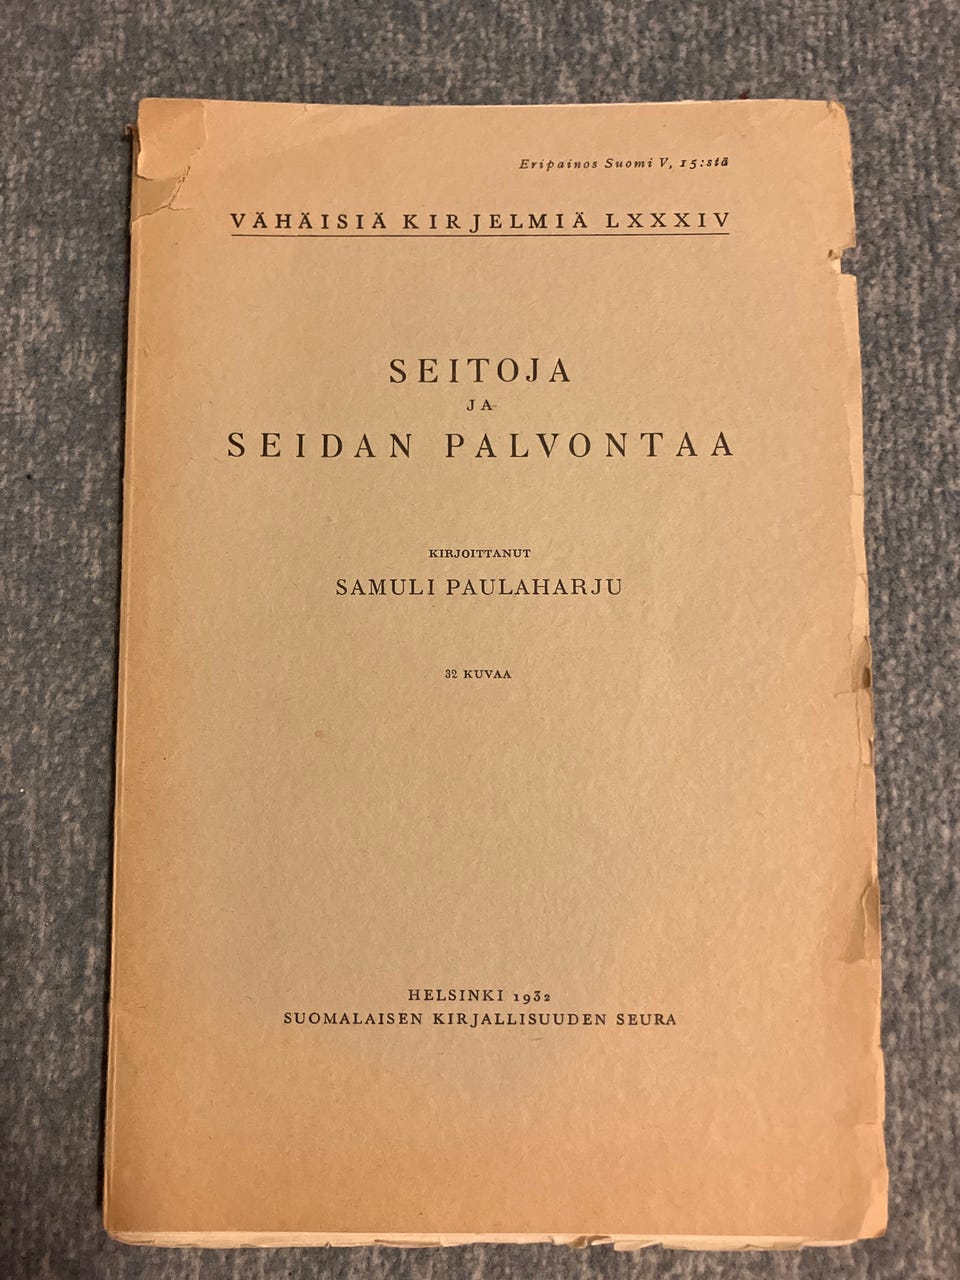 Eripainos Suomi V, 15:stä
VÄHÄISIÄ KIRJELMIÄ LXXXIV
SEITOJA
JA
SEIDAN PALVONTAA
KIRJOITTANUT
SAMULI PAULAHARJU
32 KUVAA
HELSINKI 1932
SUOMALAISEN KIRJALLISUUDEN SEURA